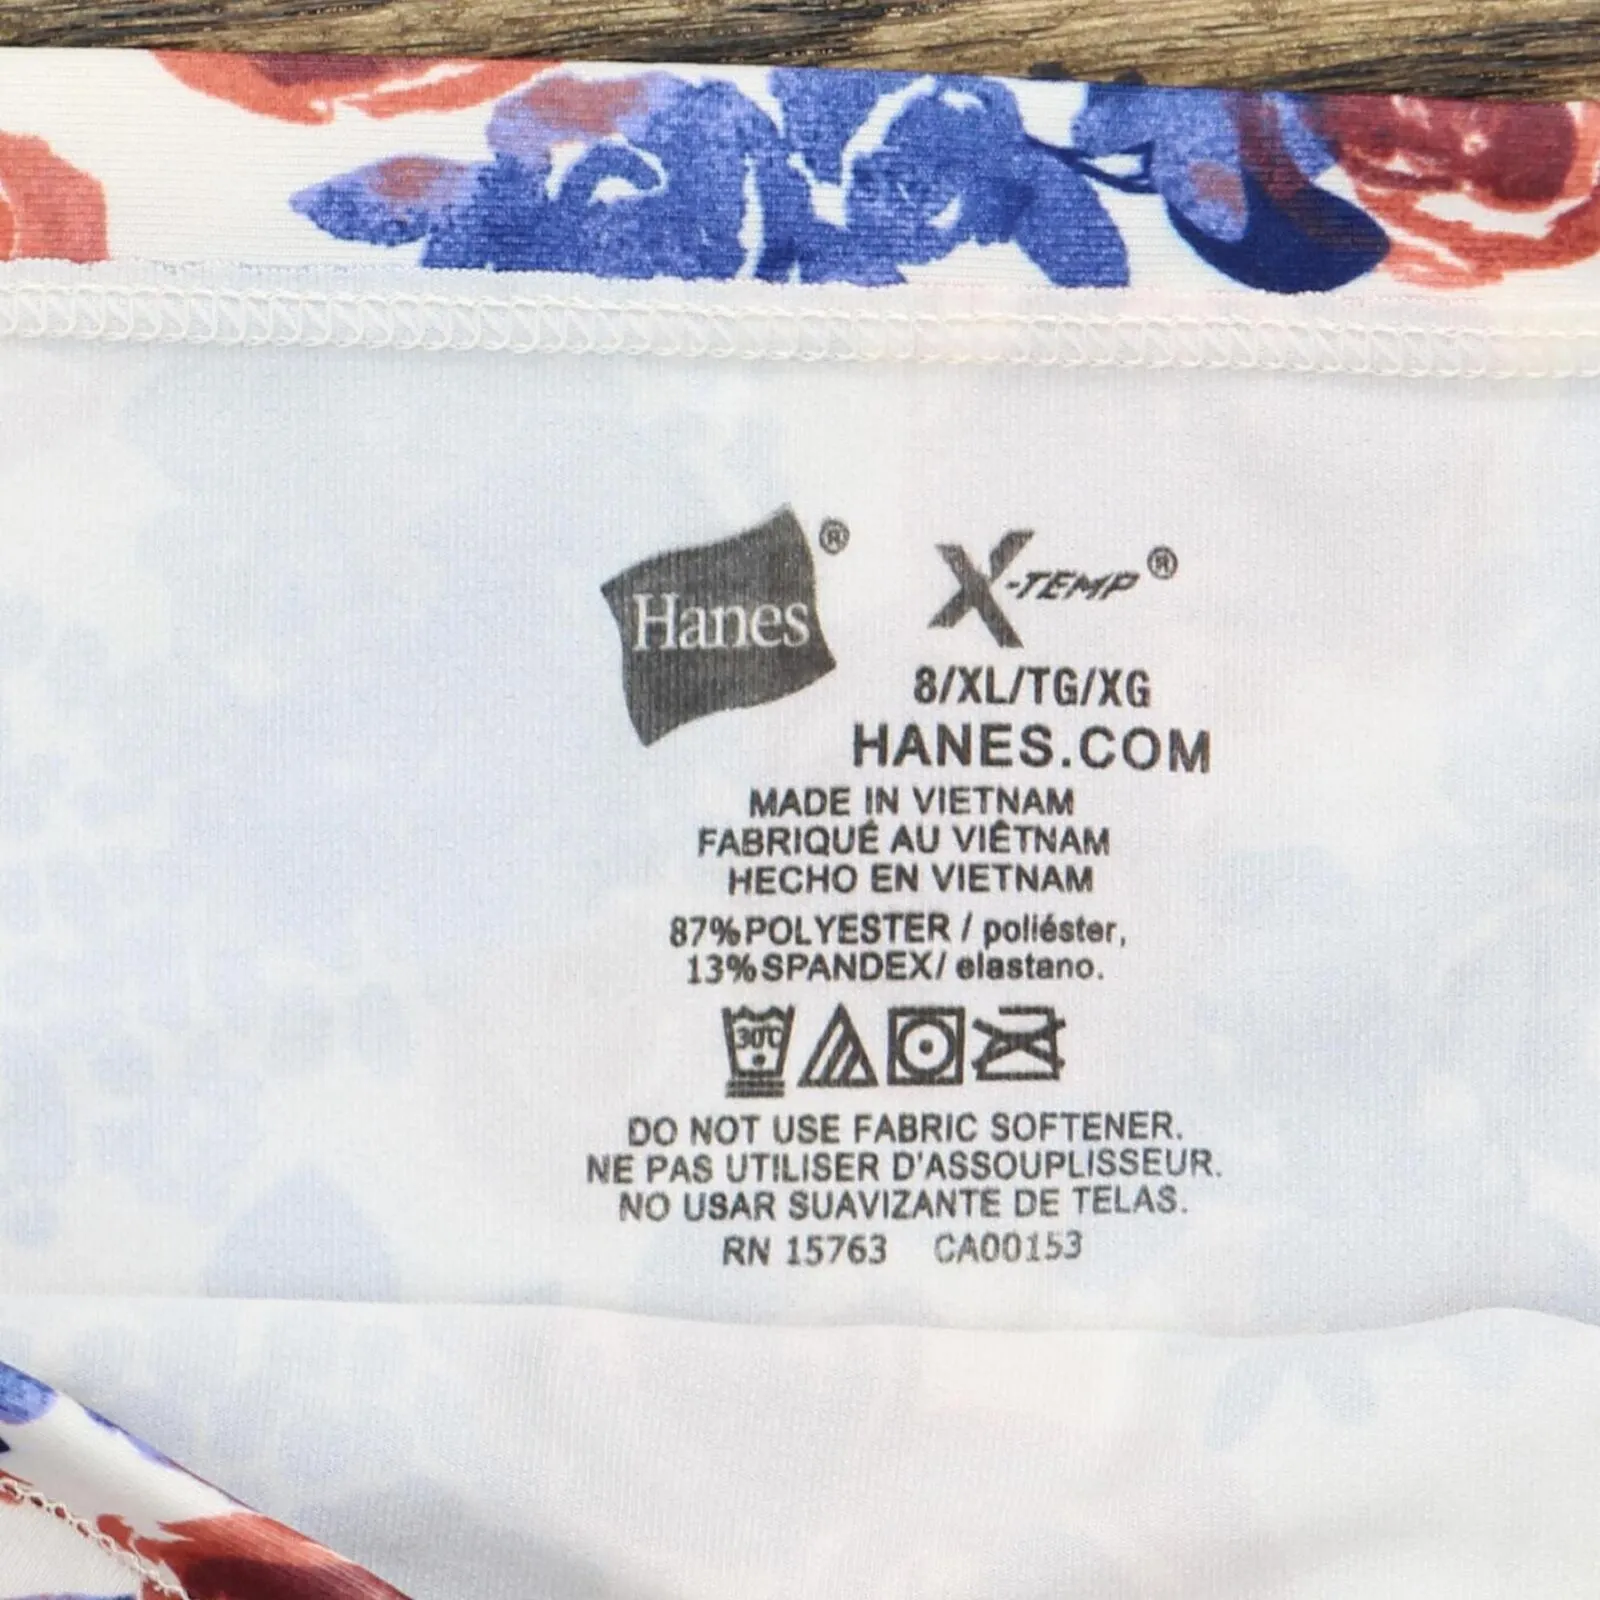 Hanes®
X-TEMP®
8/XL/TG/XG
HANES.COM
MADE IN VIETNAM
FABRIQUÉ AU VIÊTNAM
HECHO EN VIETNAM
87%POLYESTER / poliéster,
13%SPANDEX/ elastano.
30℃
DO NOT USE FABRIC SOFTENER.
NE PAS UTILISER D'ASSOUPLISSEUR.
NO USAR SUAVIZANTE DE TELAS.
RN 15763 CA00153